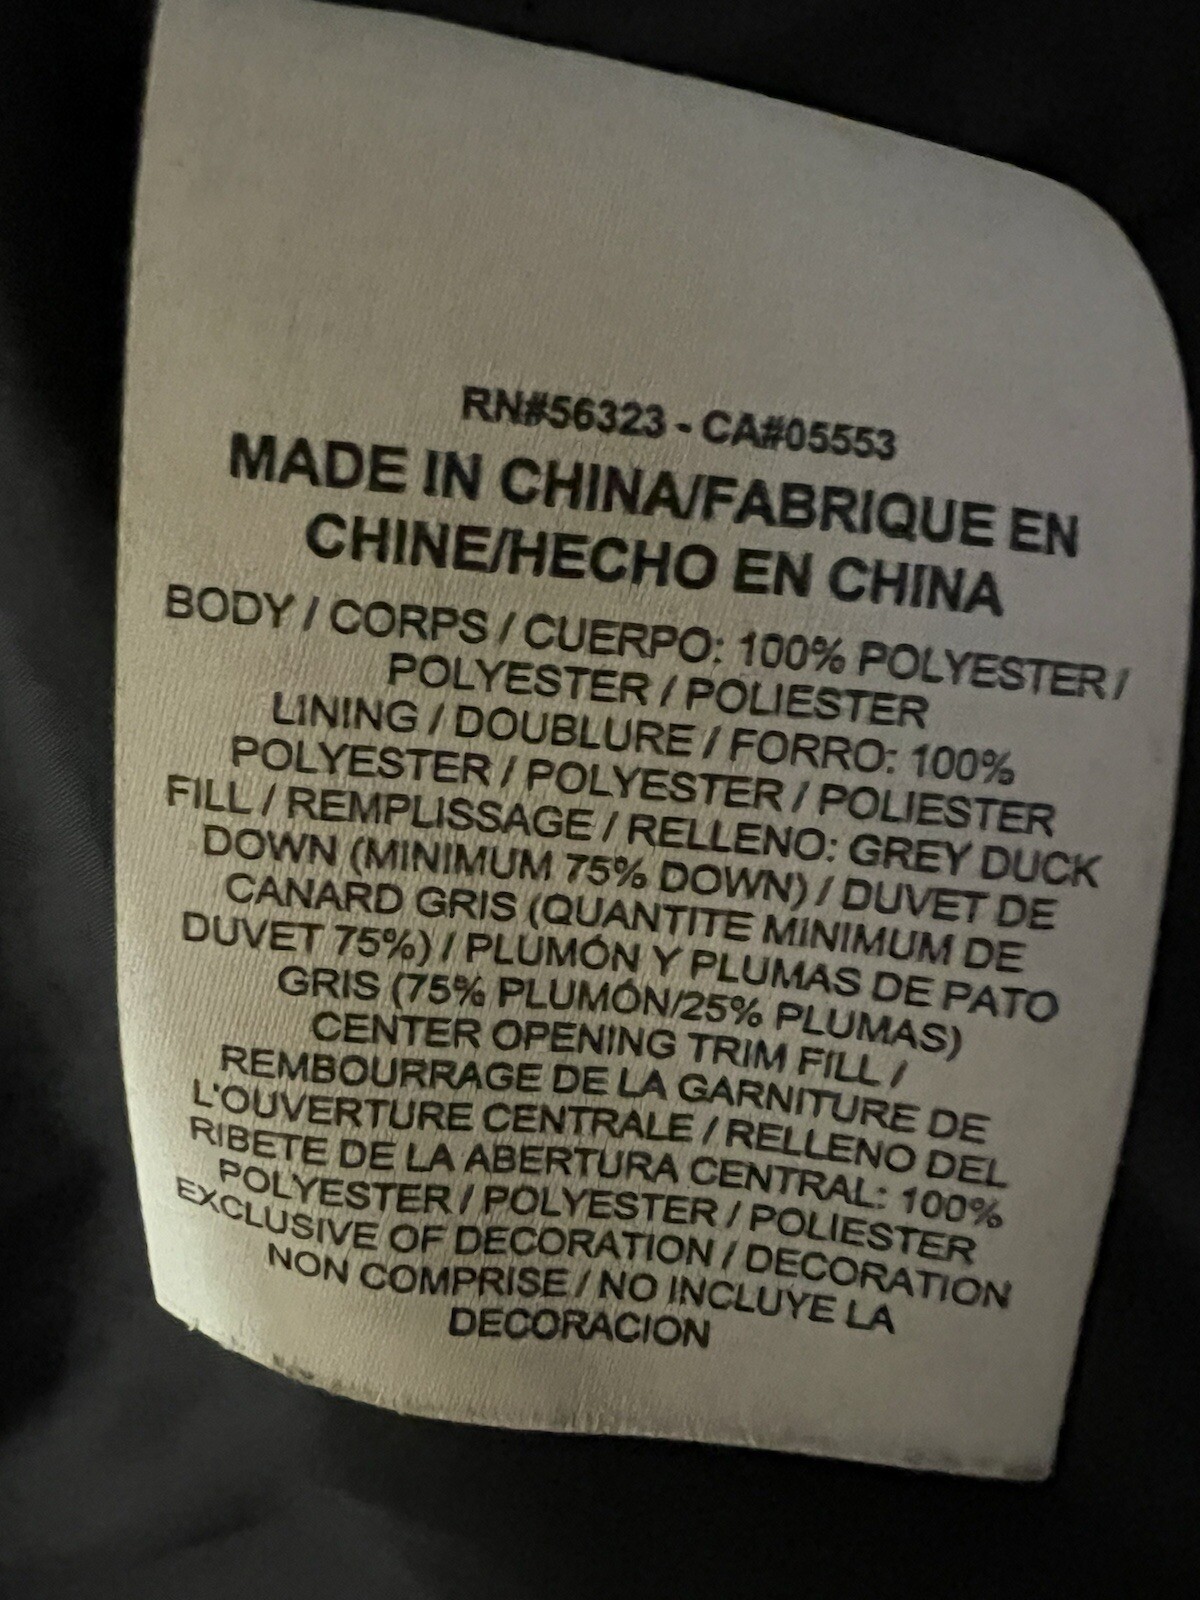 RN#56323 - CA#05553
MADE IN CHINA/FABRIQUE EN
CHINE/HECHO EN CHINA
BODY / CORPS / CUERPO: 100% POLYESTER /
POLYESTER / POLIESTER
LINING / DOUBLURE / FORRO: 100%
POLYESTER / POLYESTER / POLIESTER
FILL / REMPLISSAGE / RELLENO: GREY DUCK
DOWN (MINIMUM 75% DOWN) / DUVET DE
CANARD GRIS (QUANTITE MINIMUM DE
DUVET 75%) / PLUMÓN Y PLUMAS DE PATO
GRIS (75% PLUMÓN/25% PLUMAS)
CENTER OPENING TRIM FILL /
REMBOURRAGE DE LA GARNITURE DE
L'OUVERTURE CENTRALE / RELLENO DEL
RIBETE DE LA ABERTURA CENTRAL: 100%
POLYESTER / POLYESTER / POLIESTER
EXCLUSIVE OF DECORATION / DECORATION
NON COMPRISE / NO INCLUYE LA
DECORACION